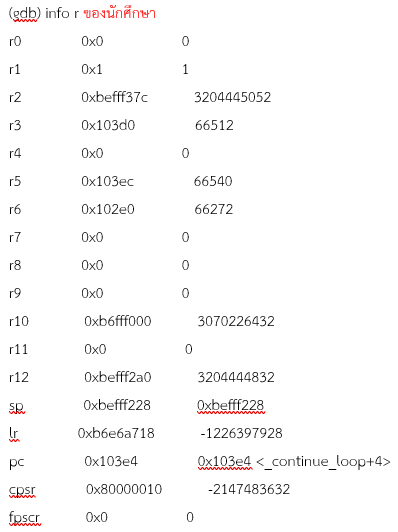 (gdb) info r ของนักศึกษา
r0 0x0 0
r1 0x1 1
r2 0xbefff37c 3204445052
r3 0x103d0 66512
r4 0x0 0
r5 0x103ec 66540
r6 0x102e0 66272
r7 0x0 0
r8 0x0 0
r9 0x0 0
r10 0xb6fff000 3070226432
r11 0x0 0
r12 0xbefff2a0 3204444832
sp 0xbefff228 0xbefff228
lr 0xb6e6a718 -1226397928
pc 0x103e4 0x103e4 <_continue_loop+4>
cpsr 0x80000010 -2147483632
fpscr 0x0 0